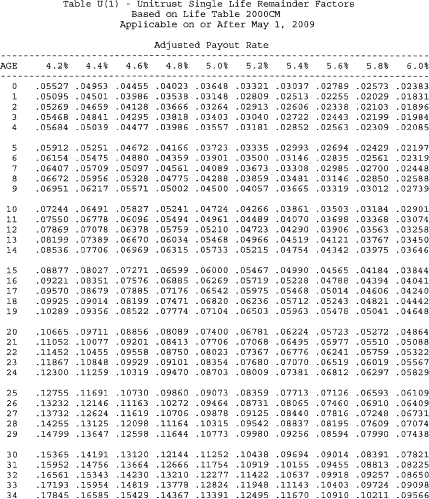 Table U(1) - Unitrust Single Life Remainder Factors
Based on Life Table 2000CM
Applicable on or After May 1, 2009
Adjusted Payout Rate
AGE 4.2% 4.4% 4.6% 4.8% 5.0% 5.2% 5.4% 5.6% 5.8% 6.0%
0 .05527 .04953 .04455 .04023 .03648 .03321 .03037 .02789 .02573 .02383
1 .05095 .04501 .03986 .03538 .03148 .02809 .02513 .02255 .02029 .01831
2 .05269 .04659 .04128 .03666 .03264 .02913 .02606 .02338 .02103 .01896
3 .05468 .04841 .04295 .03818 .03403 .03040 .02722 .02443 .02199 .01984
4 .05684 .05039 .04477 .03986 .03557 .03181 .02852 .02563 .02309 .02085
5 .05912 .05251 .04672 .04166 .03723 .03335 .02993 .02694 .02429 .02197
6 .06154 .05475 .04880 .04359 .03901 .03500 .03146 .02835 .02561 .02319
7 .06407 .05709 .05097 .04561 .04089 .03673 .03308 .02985 .02700 .02448
8 .06672 .05956 .05328 .04775 .04288 .03859 .03481 .03146 .02850 .02588
9 .06951 .06217 .05571 .05002 .04500 .04057 .03665 .03319 .03012 .02739
10 .07244 .06491 .05827 .05241 .04724 .04266 .03861 .03503 .03184 .02901
11 .07550 .06778 .06096 .05494 .04961 .04489 .04070 .03698 .03368 .03074
12 .07869 .07078 .06378 .05759 .05210 .04723 .04290 .03906 .03563 .03258
13 .08199 .07389 .06670 .06034 .05468 .04966 .04519 .04121 .03767 .03450
14 .08536 .07706 .06969 .06315 .05733 .05215 .04754 .04342 .03975 .03646
15 .08877 .08027 .07271 .06599 .06000 .05467 .04990 .04565 .04184 .03844
16 .09221 .08351 .07576 .06885 .06269 .05719 .05228 .04788 .04394 .04041
17 .09570 .08679 .07885 .07176 .06542 .05975 .05468 .05014 .04606 .04240
18 .09925 .09014 .08199 .07471 .06820 .06236 .05712 .05243 .04821 .04442
19 .10289 .09356 .08522 .07774 .07104 .06503 .05963 .05478 .05041 .04648
20 .10665 .09711 .08856 .08089 .07400 .06781 .06224 .05723 .05272 .04864
21 .11052 .10077 .09201 .08413 .07706 .07068 .06495 .05977 .05510 .05088
22 .11452 .10455 .09558 .08750 .08023 .07367 .06776 .06241 .05759 .05322
23 .11867 .10848 .09929 .09101 .08354 .07680 .07070 .06519 .06019 .05567
24 .12300 .11259 .10319 .09470 .08703 .08009 .07381 .06812 .06297 .05829
25 .12755 .11691 .10730 .09860 .09073 .08359 .07713 .07126 .06593 .06109
26 .13232 .12146 .11163 .10272 .09464 .08731 .08065 .07460 .06910 .06409
27 .13732 .12624 .11619 .10706 .09878 .09125 .08440 .07816 .07248 .06731
28 .14255 .13125 .12098 .11164 .10315 .09542 .08837 .08195 .07609 .07074
29 .14799 .13647 .12598 .11644 .10773 .09980 .09256 .08594 .07990 .07438
30 .15365 .14191 .13120 .12144 .11252 .10438 .09694 .09014 .08391 .07821
31 .15952 .14756 .13664 .12666 .11754 .10919 .10155 .09455 .08813 .08225
32 .16561 .15343 .14230 .13210 .12277 .11422 .10637 .09918 .09257 .08650
33 .17193 .15954 .14819 .13778 .12824 .11948 .11143 .10403 .09724 .09098
34 .17845 .16585 .15429 .14367 .13391 .12495 .11670 .10910 .10211 .09566